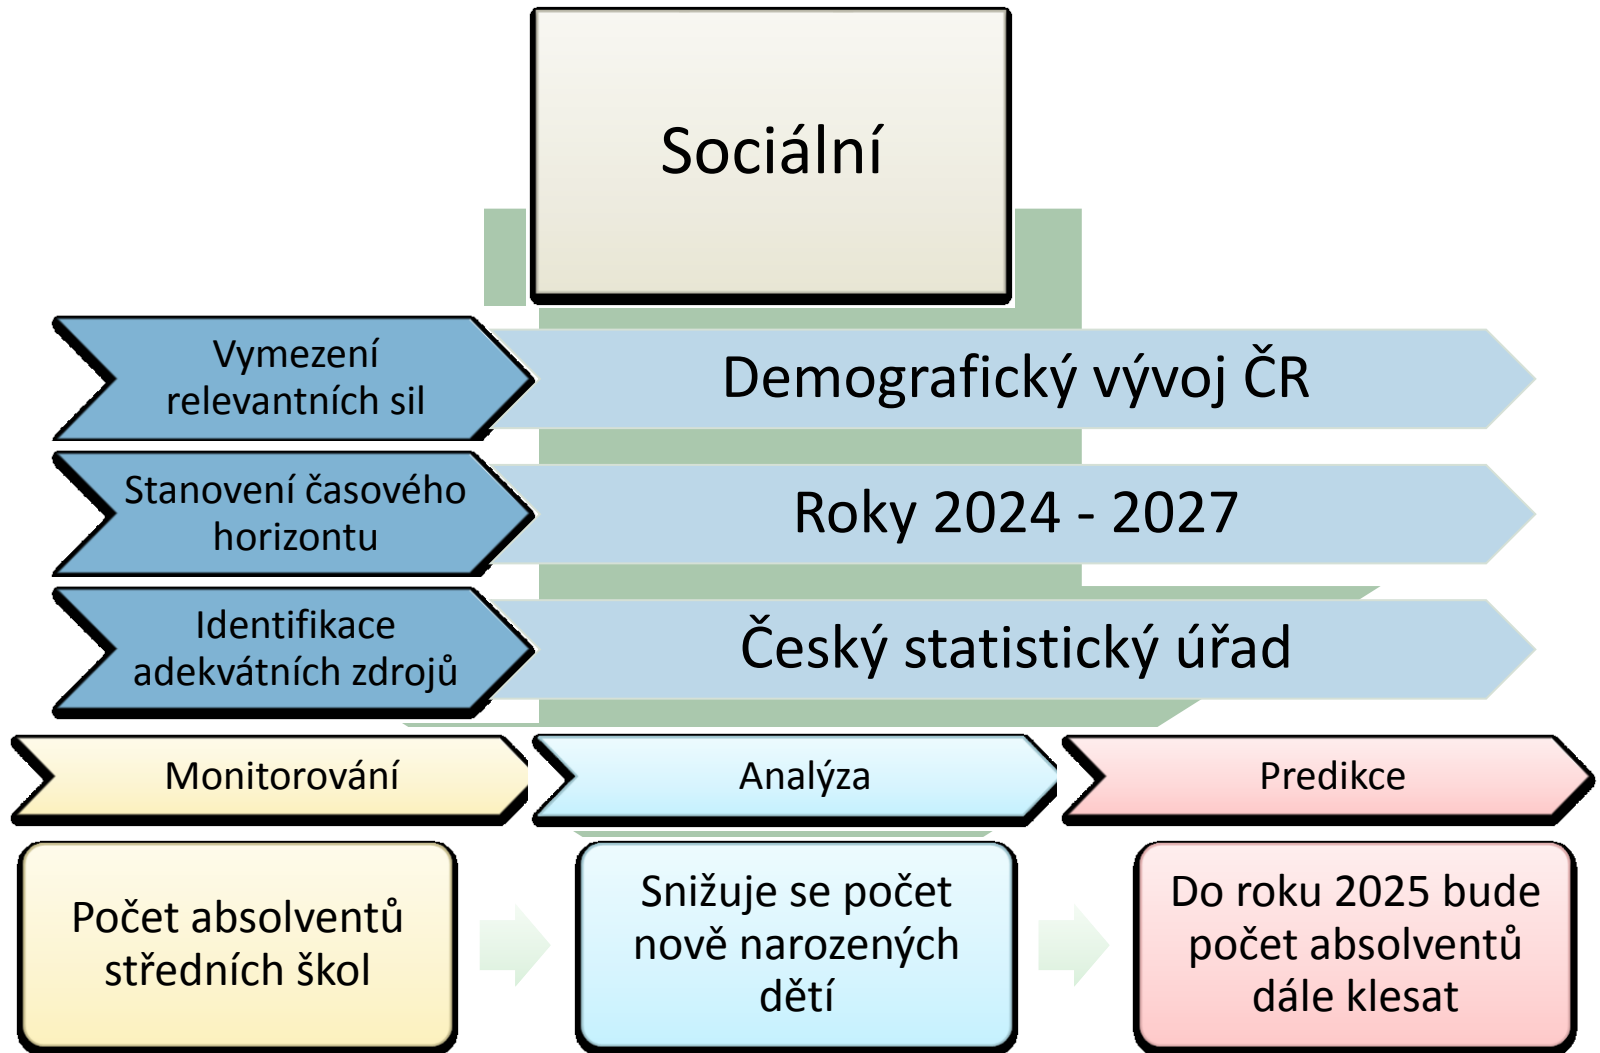 Sociální
Vymezení
relevantních sil
Demografický vývoj ČR
Stanovení časového
horizontu
Roky 2024 - 2027
Identifikace
adekvátních zdrojů
Český statistický úřad
Monitorování
Analýza
Predikce
Počet absolventů
středních škol
Snižuje se počet
nově narozených
dětí
Do roku 2025 bude
počet absolventů
dále klesat